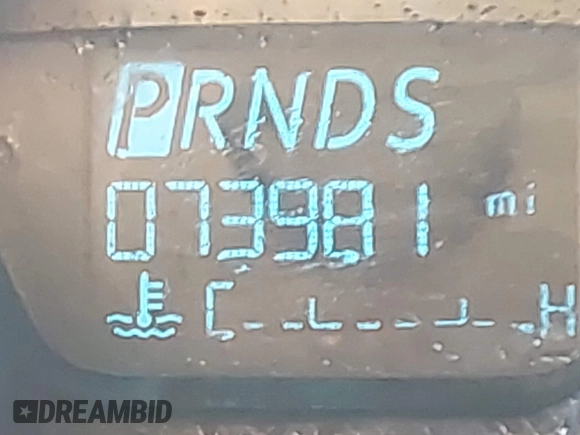 PRNDS
073981 mi
C H
DREAMBID